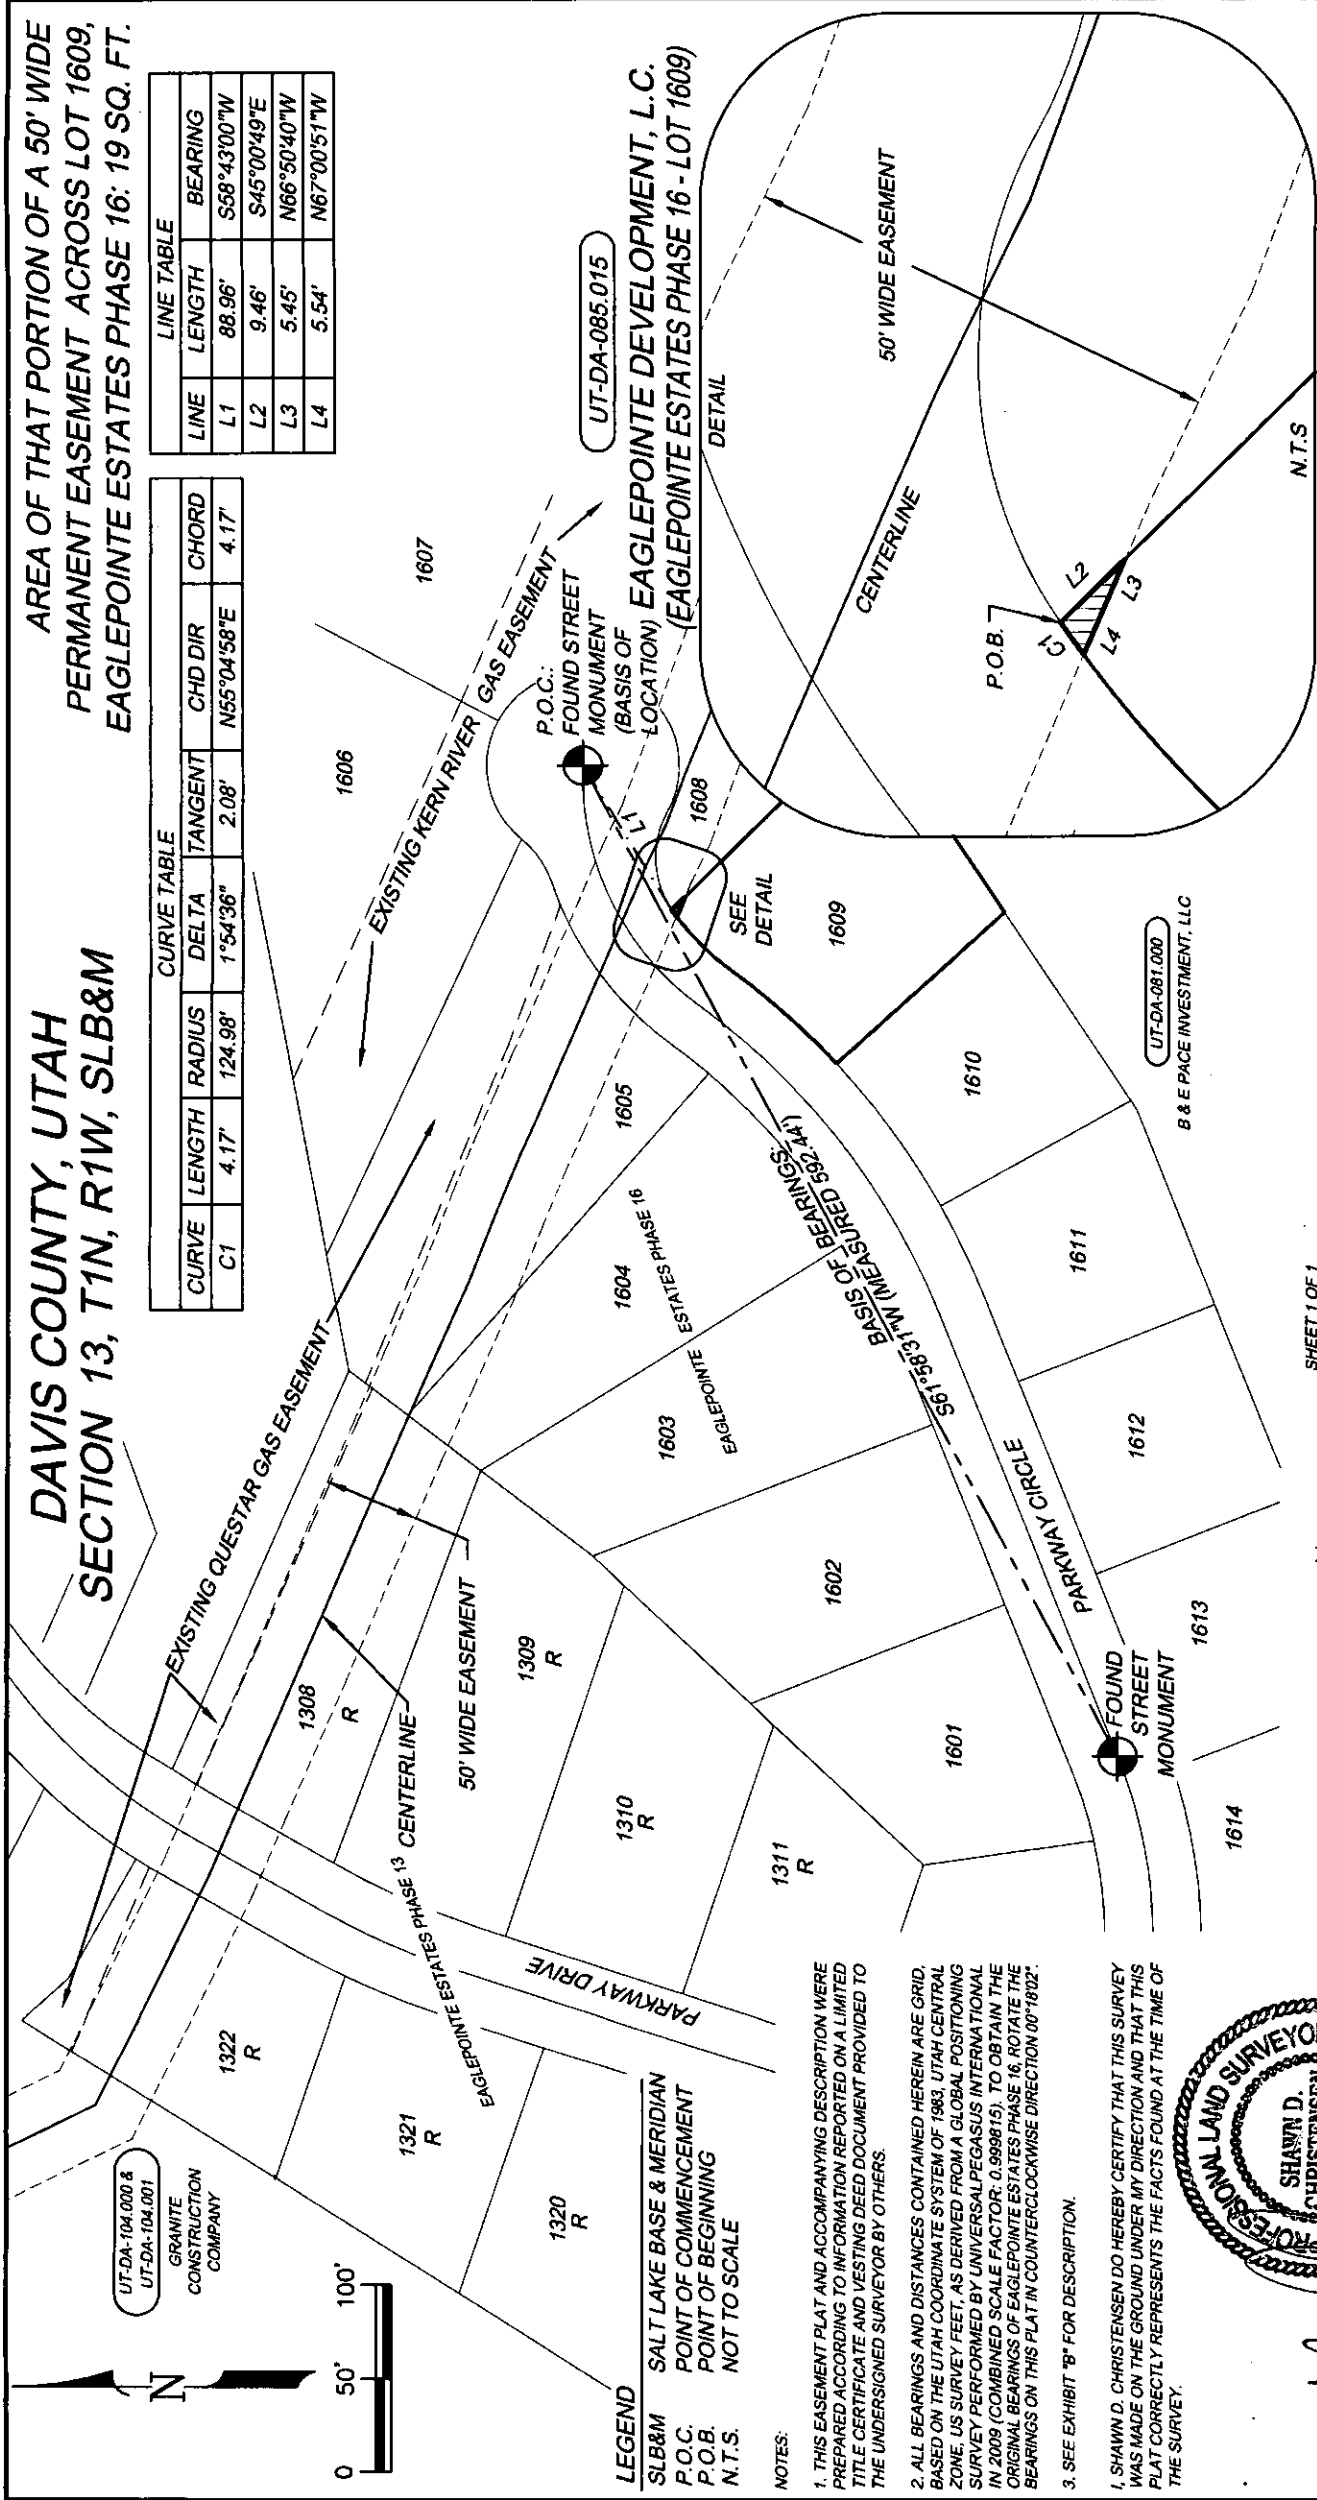 DAVIS COUNTY, UTAH
SECTION 13, T1N, R1W, SLB&M
AREA OF THAT PORTION OF A 50' WIDE
PERMANENT EASEMENT ACROSS LOT 1609,
EAGLEPOINTE ESTATES PHASE 16: 19 SQ. FT.
CURVE TABLE
CURVE LENGTH RADIUS DELTA TANGENT CHD DIR CHORD
C1 4.17' 124.98' 1°54'36" 2.08' N55°04'58"E 4.17'
LINE TABLE
LINE LENGTH BEARING
L1 88.96' S58°43'00"W
L2 9.46' S45°00'49"E
L3 5.45' N66°50'40"W
L4 5.54' N67°00'51"W
UT-DA-104.000 &
UT-DA-104.001
GRANITE
CONSTRUCTION
COMPANY
N
0 50' 100'
EXISTING QUESTAR GAS EASEMENT
EXISTING KERN RIVER GAS EASEMENT
1322
R
1321
R
1320
R
1308
R
1309
R
1310
R
1311
R
50' WIDE EASEMENT
CENTERLINE
EAGLEPOINTE ESTATES PHASE 13
PARKWAY DRIVE
1601
1602
1603
1604
1605
1606
1607
1608
1609
1610
1611
1612
1613
1614
EAGLEPOINTE ESTATES PHASE 16
BASIS OF BEARINGS:
S61°58'31"W (MEASURED 592.44')
PARKWAY CIRCLE
FOUND
STREET
MONUMENT
P.O.C.:
FOUND STREET
MONUMENT
(BASIS OF
LOCATION)
L1
SEE
DETAIL
UT-DA-085.015
EAGLEPOINTE DEVELOPMENT, L.C.
(EAGLEPOINTE ESTATES PHASE 16 - LOT 1609)
DETAIL
50' WIDE EASEMENT
CENTERLINE
P.O.B.
C1
L2
L3
L4
N.T.S
UT-DA-081.000
B & E PACE INVESTMENT, LLC
LEGEND
SLB&M SALT LAKE BASE & MERIDIAN
P.O.C. POINT OF COMMENCEMENT
P.O.B. POINT OF BEGINNING
N.T.S. NOT TO SCALE
NOTES:
1. THIS EASEMENT PLAT AND ACCOMPANYING DESCRIPTION WERE
PREPARED ACCORDING TO INFORMATION REPORTED ON A LIMITED
TITLE CERTIFICATE AND VESTING DEED DOCUMENT PROVIDED TO
THE UNDERSIGNED SURVEYOR BY OTHERS.
2. ALL BEARINGS AND DISTANCES CONTAINED HEREIN ARE GRID,
BASED ON THE UTAH COORDINATE SYSTEM OF 1983, UTAH CENTRAL
ZONE, US SURVEY FEET, AS DERIVED FROM A GLOBAL POSITIONING
SURVEY PERFORMED BY UNIVERSALPEGASUS INTERNATIONAL
IN 2009 (COMBINED SCALE FACTOR: 0.999815). TO OBTAIN THE
ORIGINAL BEARINGS OF EAGLEPOINTE ESTATES PHASE 16, ROTATE THE
BEARINGS ON THIS PLAT IN COUNTERCLOCKWISE DIRECTION 00°18'02".
3. SEE EXHIBIT "B" FOR DESCRIPTION.
I, SHAWN D. CHRISTENSEN DO HEREBY CERTIFY THAT THIS SURVEY
WAS MADE ON THE GROUND UNDER MY DIRECTION AND THAT THIS
PLAT CORRECTLY REPRESENTS THE FACTS FOUND AT THE TIME OF
THE SURVEY.
SHAWN D.
SHEET 1 OF 1